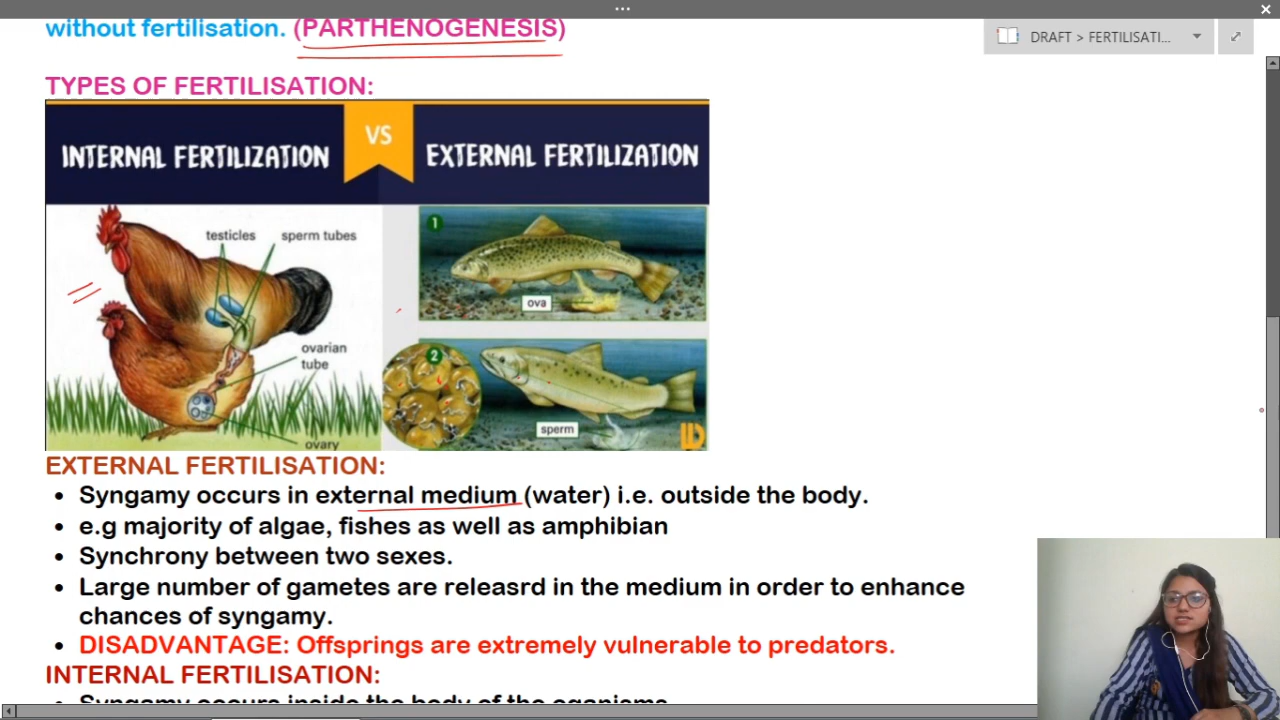 without fertilisation. (PARTHENOGENESIS)
DRAFT > FERTILISATI...
TYPES OF FERTILISATION:
INTERNAL FERTILIZATION
VS
EXTERNAL FERTILIZATION
testicles sperm tubes
ovarian
tube
ovary
1
ova
2
sperm
EXTERNAL FERTILISATION:
• Syngamy occurs in external medium (water) i.e. outside the body.
• e.g majority of algae, fishes as well as amphibian
• Synchrony between two sexes.
• Large number of gametes are releasrd in the medium in order to enhance
chances of syngamy.
• DISADVANTAGE: Offsprings are extremely vulnerable to predators.
INTERNAL FERTILISATION:
• Syngamy occurs inside the body of the oganisms